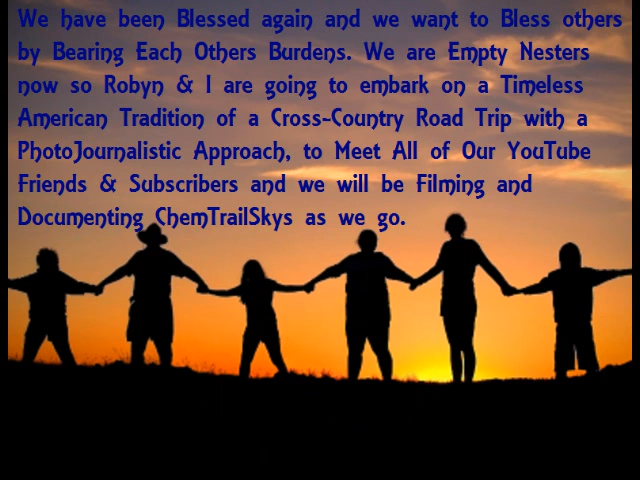 We have been Blessed again and we want to Bless others
by Bearing Each Others Burdens. We are Empty Nesters
now so Robyn & I are going to embark on a Timeless
American Tradition of a Cross-Country Road Trip with a
PhotoJournalistic Approach, to Meet All of Our YouTube
Friends & Subscribers and we will be Filming and
Documenting ChemTrailSkys as we go.